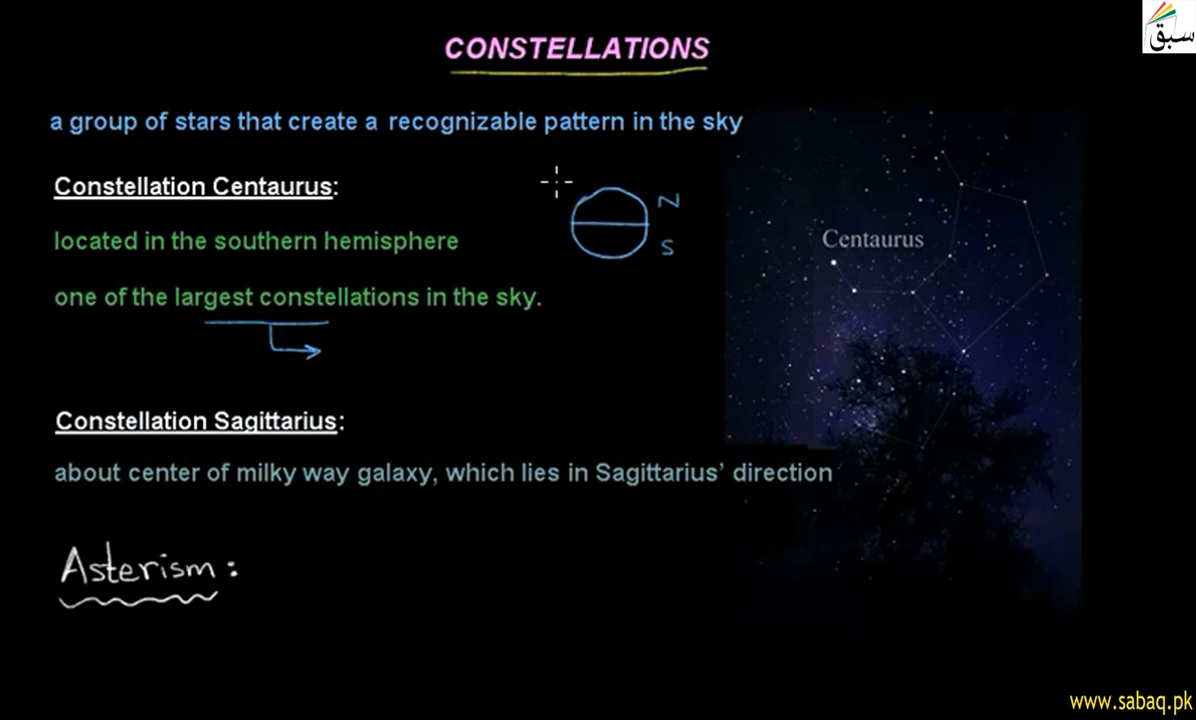 سبق
CONSTELLATIONS
a group of stars that create a recognizable pattern in the sky
Constellation Centaurus:
N
located in the southern hemisphere
S
Centaurus
one of the largest constellations in the sky.
Constellation Sagittarius:
about center of milky way galaxy, which lies in Sagittarius’ direction
Asterism:
www.sabaq.pk